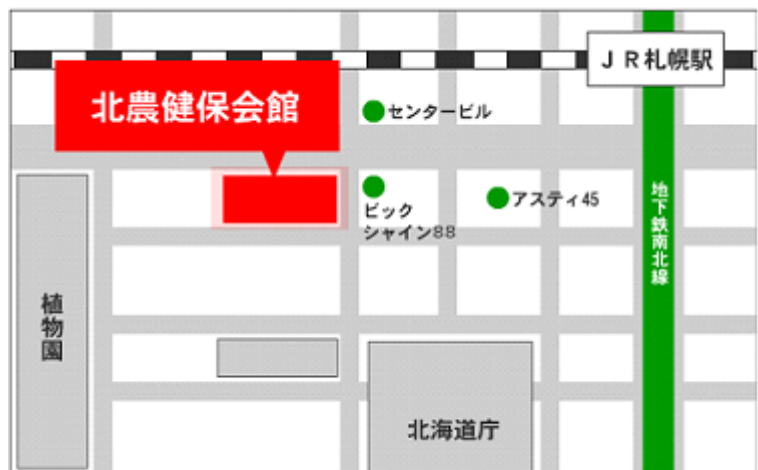 JR札幌駅
北農健保会館
センタービル
アスティ45
ビック
シャイン88
地下鉄南北線
植物園
北海道庁